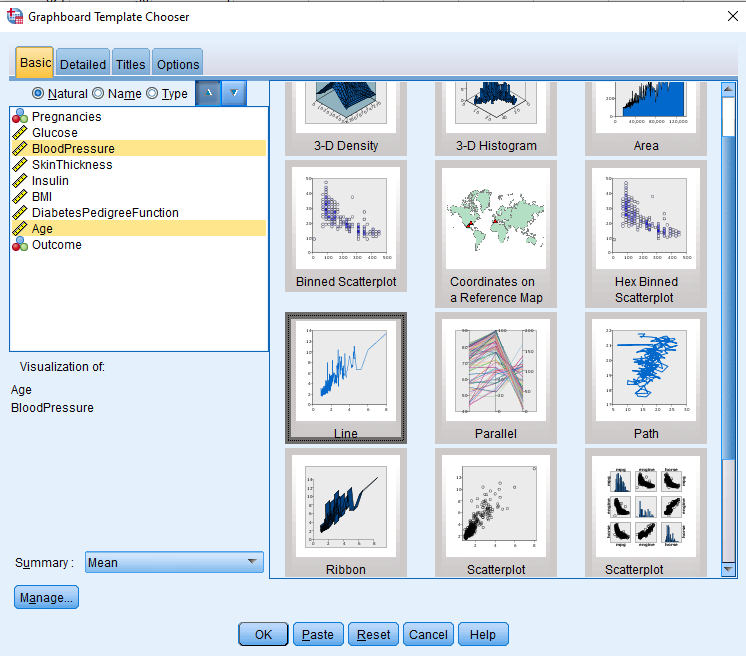 Graphboard Template Chooser
Basic Detailed Titles Options
Natural Name Type
Pregnancies
Glucose
BloodPressure
SkinThickness
Insulin
BMI
DiabetesPedigreeFunction
Age
Outcome
Visualization of:
Age
BloodPressure
Summary: Mean
Manage...
3-D Density
3-D Histogram
Area
Binned Scatterplot
Coordinates on
a Reference Map
Hex Binned
Scatterplot
Line
Parallel
Path
Ribbon
Scatterplot
Scatterplot
OK Paste Reset Cancel Help